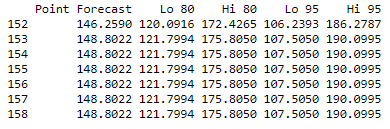 Point Forecast Lo 80 Hi 80 Lo 95 Hi 95
152 146.2590 120.0916 172.4265 106.2393 186.2787
153 148.8022 121.7994 175.8050 107.5050 190.0995
154 148.8022 121.7994 175.8050 107.5050 190.0995
155 148.8022 121.7994 175.8050 107.5050 190.0995
156 148.8022 121.7994 175.8050 107.5050 190.0995
157 148.8022 121.7994 175.8050 107.5050 190.0995
158 148.8022 121.7994 175.8050 107.5050 190.0995